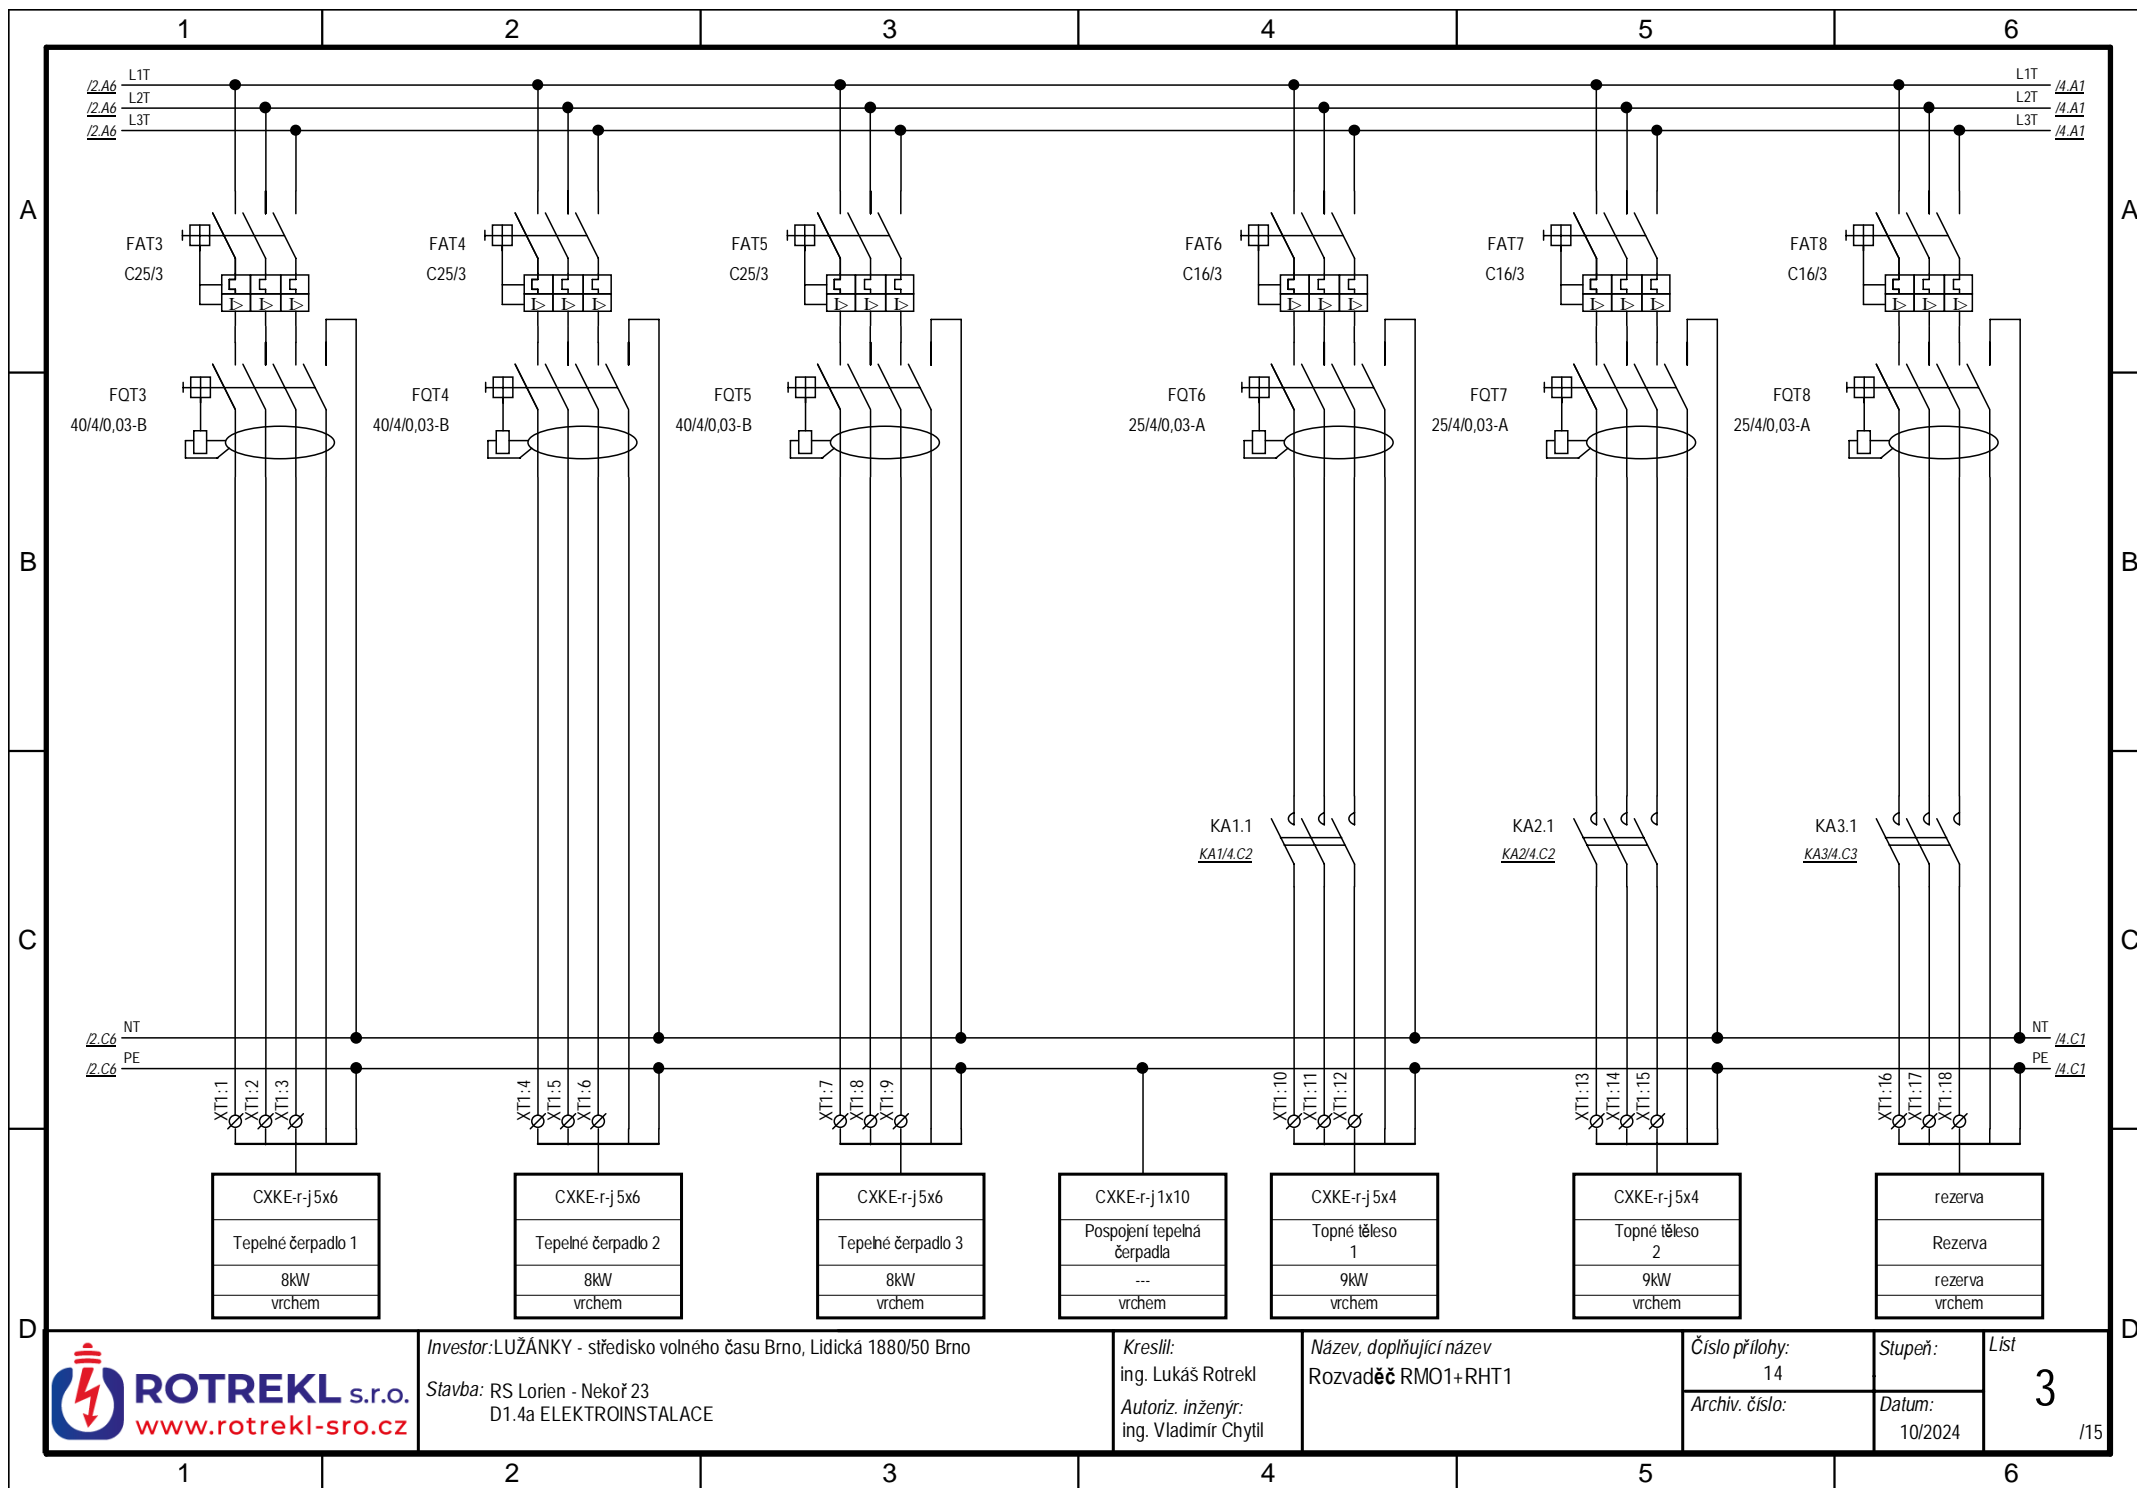 1 2 3 4 5 6
/2.A6 L1T L1T /4.A1
/2.A6 L2T L2T /4.A1
/2.A6 L3T L3T /4.A1
A A
FAT3 FAT4 FAT5 FAT6 FAT7 FAT8
C25/3 C25/3 C25/3 C16/3 C16/3 C16/3
I> I> I> I> I> I> I> I> I> I> I> I> I> I> I> I> I> I>
FQT3 FQT4 FQT5 FQT6 FQT7 FQT8
40/4/0,03-B 40/4/0,03-B 40/4/0,03-B 25/4/0,03-A 25/4/0,03-A 25/4/0,03-A
B B
KA1.1 KA2.1 KA3.1
KA1/4.C2 KA2/4.C2 KA3/4.C3
C C
/2.C6 NT NT /4.C1
/2.C6 PE PE /4.C1
XT1:1 XT1:2 XT1:3 XT1:4 XT1:5 XT1:6 XT1:7 XT1:8 XT1:9 XT1:10 XT1:11 XT1:12 XT1:13 XT1:14 XT1:15 XT1:16 XT1:17 XT1:18
CXKE-r-j 5x6
Tepelné čerpadlo 1
8kW
vrchem
CXKE-r-j 5x6
Tepelné čerpadlo 2
8kW
vrchem
CXKE-r-j 5x6
Tepelné čerpadlo 3
8kW
vrchem
CXKE-r-j 1x10
Pospojení tepelná
čerpadla
---
vrchem
CXKE-r-j 5x4
Topné těleso
1
9kW
vrchem
CXKE-r-j 5x4
Topné těleso
2
9kW
vrchem
rezerva
Rezerva
rezerva
vrchem
D D
ROTREKL s.r.o.
www.rotrekl-sro.cz
Investor: LUŽÁNKY - středisko volného času Brno, Lidická 1880/50 Brno
Stavba: RS Lorien - Nekoř 23
D1.4a ELEKTROINSTALACE
Kreslil:
ing. Lukáš Rotrekl
Autoriz. inženýr:
ing. Vladimír Chytil
Název, doplňující název
Rozvaděč RMO1+RHT1
Číslo přílohy:
14
Archiv. číslo:
Stupeň:
Datum:
10/2024
List
3
/15
1 2 3 4 5 6